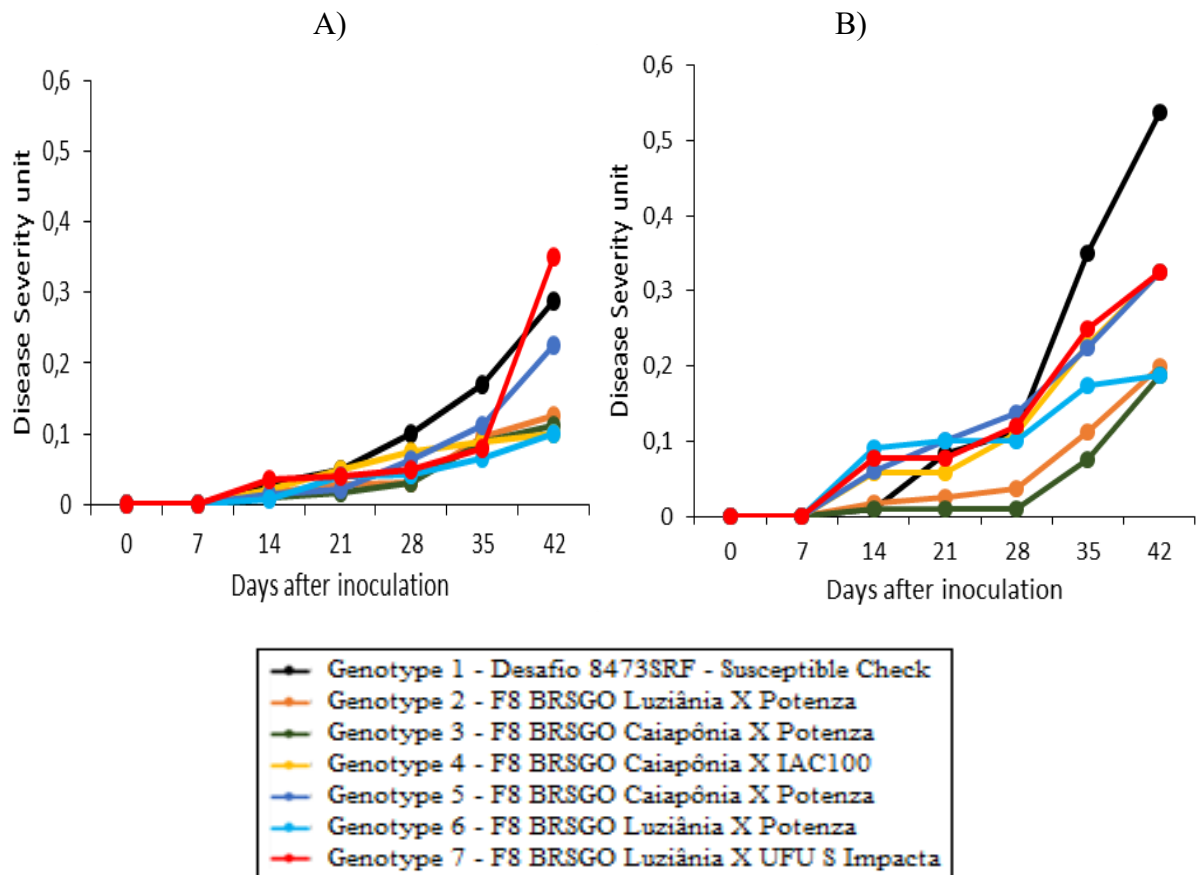 A)
B)
0,6
0,5
0,4
0,3
0,2
0,1
0
Disease Severity unit
0 7 14 21 28 35 42
Days after inoculation
0,6
0,5
0,4
0,3
0,2
0,1
0
Disease Severity unit
0 7 14 21 28 35 42
Days after inoculation
Genotype 1 - Desafio 8473SRF - Susceptible Check
Genotype 2 - F8 BRSGO Luziânia X Potenza
Genotype 3 - F8 BRSGO Caiapônia X Potenza
Genotype 4 - F8 BRSGO Caiapônia X IAC100
Genotype 5 - F8 BRSGO Caiapônia X Potenza
Genotype 6 - F8 BRSGO Luziânia X Potenza
Genotype 7 - F8 BRSGO Luziânia X UFU S Impacta